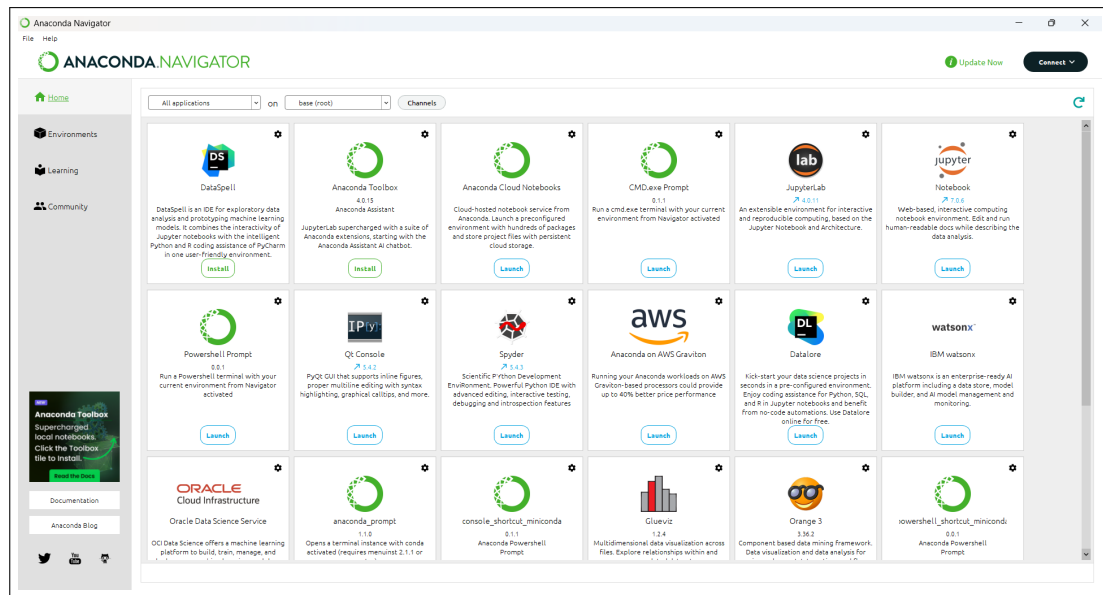 Anaconda Navigator
File Help
ANACONDA.NAVIGATOR
Update Now
Connect
Home
Environments
Learning
Community
All applications on base (root) Channels
DS
DataSpell
DataSpell is an IDE for exploratory data
analysis and prototyping machine learning
models. It combines the interactivity of
Jupyter notebooks with the intelligent
Python and R coding assistance of PyCharm
in one user-friendly environment.
Install
Anaconda Toolbox
4.0.15
Anaconda Assistant
JupyterLab supercharged with a suite of
Anaconda extensions, starting with the
Anaconda Assistant AI chatbot.
Install
Anaconda Cloud Notebooks
Cloud-hosted notebook service from
Anaconda. Launch a preconfigured
environment with hundreds of packages
and store project files with persistent
cloud storage.
Launch
CMD.exe Prompt
0.1.1
Run a cmd.exe terminal with your current
environment from Navigator activated
Launch
lab
JupyterLab
4.0.11
An extensible environment for interactive
and reproducible computing, based on the
Jupyter Notebook and Architecture.
Launch
jupyter
Notebook
7.0.6
Web-based, interactive computing
notebook environment. Edit and run
human-readable docs while describing the
data analysis.
Launch
Powershell Prompt
0.0.1
Run a Powershell terminal with your
current environment from Navigator
activated
Launch
IP[y]
Qt Console
5.4.2
PyQt GUI that supports inline figures,
proper multiline editing with syntax
highlighting, graphical calltips, and more.
Launch
Spyder
5.4.3
Scientific PYthon Development
EnviRonment. Powerful Python IDE with
advanced editing, interactive testing,
debugging and introspection features
Launch
aws
Anaconda on AWS Graviton
Running your Anaconda workloads on AWS
Graviton-based processors could provide
up to 40% better price performance
Launch
DL
Datalore
Kick-start your data science projects in
seconds in a pre-configured environment.
Enjoy coding assistance for Python, SQL,
and R in Jupyter notebooks and benefit
from no-code automations. Use Datalore
online for free.
Launch
watsonx
IBM watsonx
IBM watsonx is an enterprise-ready AI
platform including a data store, model
builder, and AI model management and
monitoring.
Launch
ORACLE
Cloud Infrastructure
Oracle Data Science Service
OCI Data Science offers a machine learning
platform to build, train, manage, and
anaconda_prompt
1.1.0
Opens a terminal instance with conda
activated (requires menuinst 2.1.1 or
console_shortcut_miniconda
0.1.1
Anaconda Powershell
Prompt
Glueviz
1.2.4
Multidimensional data visualization across
files. Explore relationships within and
Orange 3
3.36.2
Component based data mining framework.
Data visualization and data analysis for
powershell_shortcut_miniconda
0.0.1
Anaconda Powershell
Prompt
NEW
Anaconda Toolbox
Supercharged
local notebooks.
Click the Toolbox
tile to Install.
Read the Docs
Documentation
Anaconda Blog
You
Tube